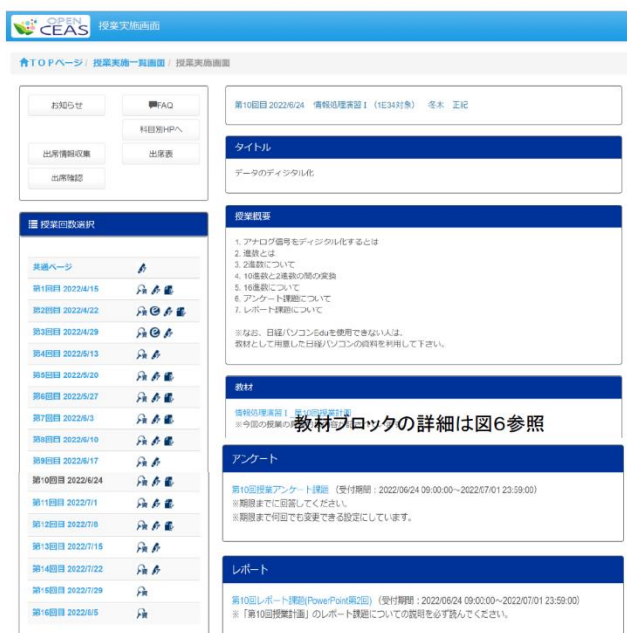 OPEN CEAS 授業実施画面
TOPページ / 授業実施一覧画面 / 授業実施画面
お知らせ
FAQ
科目別HPへ
出席情報収集
出席表
出席確認
授業回数選択
共通ページ
第1回目 2022/4/15
第2回目 2022/4/22
第3回目 2022/4/29
第4回目 2022/5/13
第5回目 2022/5/20
第6回目 2022/5/27
第7回目 2022/6/3
第8回目 2022/6/10
第9回目 2022/6/17
第10回目 2022/6/24
第11回目 2022/7/1
第12回目 2022/7/8
第13回目 2022/7/15
第14回目 2022/7/22
第15回目 2022/7/29
第16回目 2022/8/5
第10回目 2022/6/24 情報処理演習Ⅰ (1E34対象) 冬木 正紀
タイトル
データのディジタル化
授業概要
1. アナログ信号をディジタル化するとは
2. 進数とは
3. 2進数について
4. 10進数と2進数の間の変換
5. 16進数について
6. アンケート課題について
7. レポート課題について
※なお、日経パソコンEduを使用できない人は、
教材として用意した日経パソコンの資料を利用して下さい。
教材
情報処理演習Ⅰ_第10回授業計画
※今回の授業の
教材ブロックの詳細は図6参照
アンケート
第10回授業アンケート課題 (受付期間:2022/06/24 09:00:00~2022/07/01 23:59:00)
※期限までに回答してください。
※期限まで何回でも変更できる設定にしています。
レポート
第10回レポート課題(PowerPoint第2回) (受付期間:2022/06/24 09:00:00~2022/07/01 23:59:00)
※「第10回授業計画」のレポート課題についての説明を必ず読んでください。